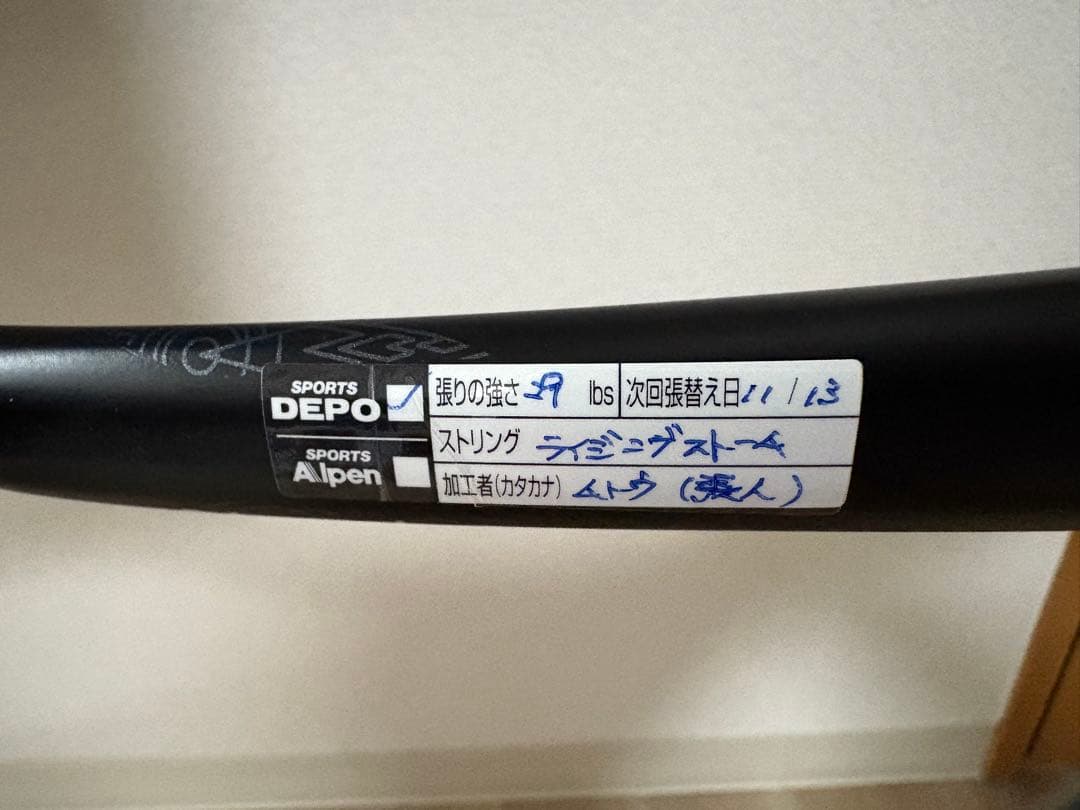 SPORTS
DEPO ✓
SPORTS
Alpen
張りの強さ 29 lbs 次回張替え日 11/13
ストリング ライジングストーム
加工者(カタカナ) ムトウ (張人)